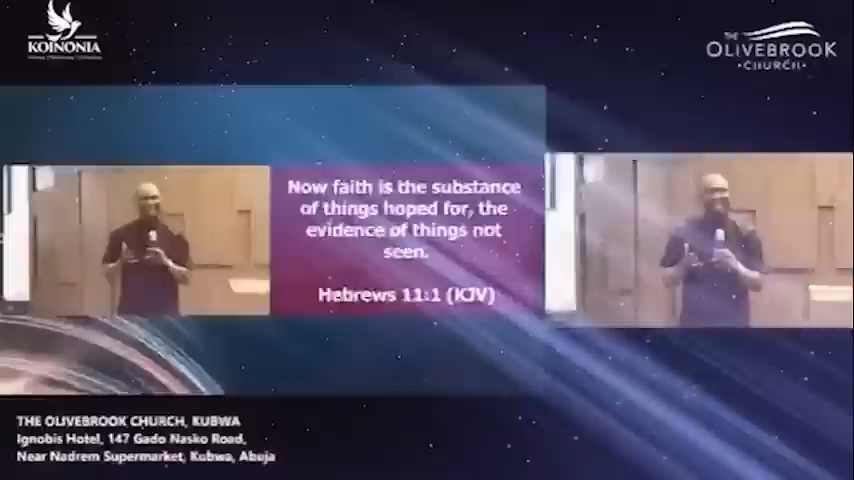 KOINONIA
THE
OLIVEBROOK
•CHURCH•
Now faith is the substance
of things hoped for, the
evidence of things not
seen.
Hebrews 11:1 (KJV)
THE OLIVEBROOK CHURCH, KUBWA
Ignobis Hotel, 147 Gado Nasko Road,
Near Nadrem Supermarket, Kubwa, Abuja